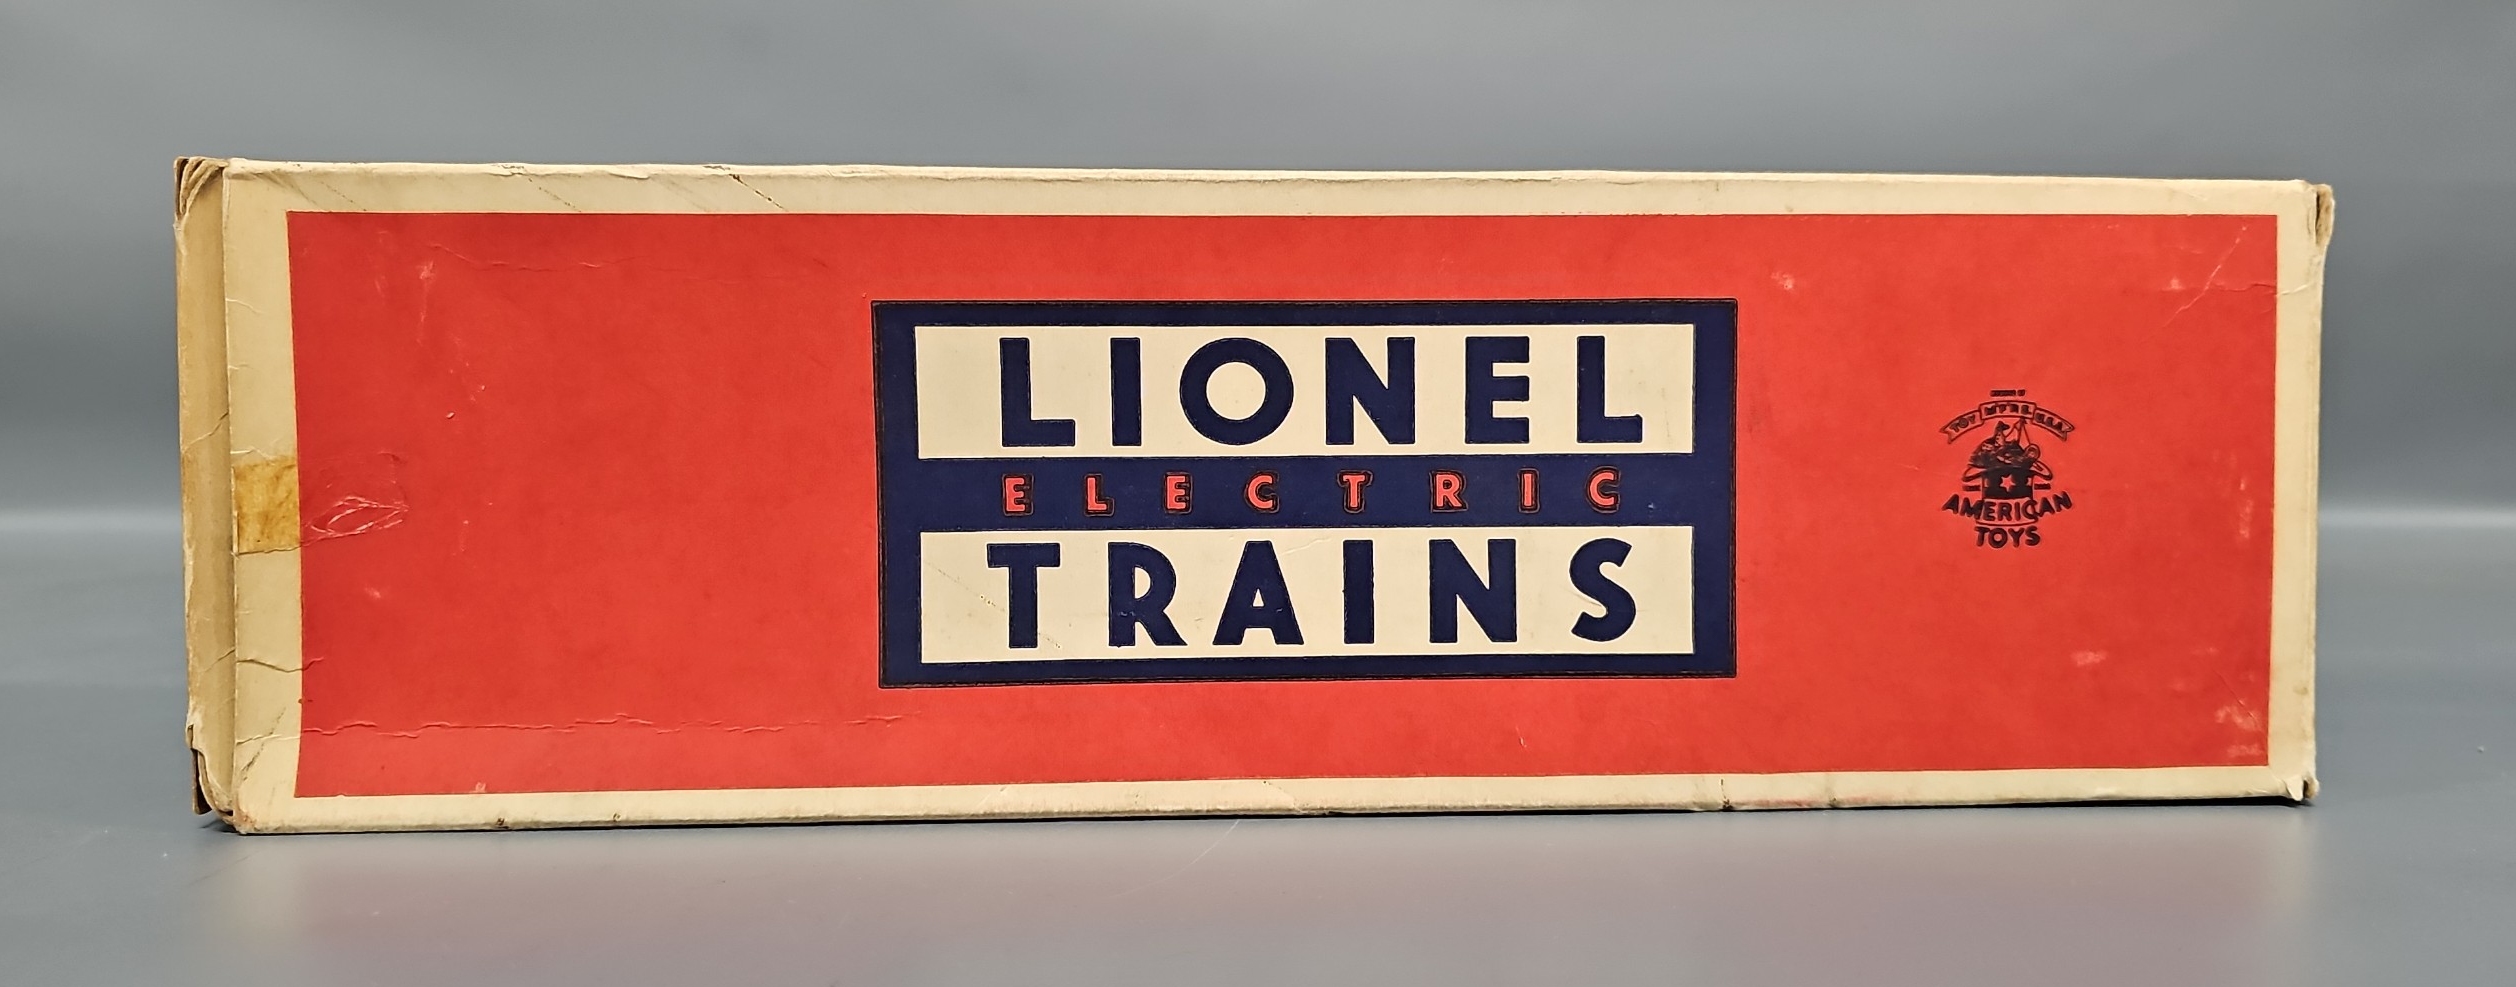 LIONEL
ELECTRIC
TRAINS
TOY MFRS. U.S.A.
AMERICAN
TOYS